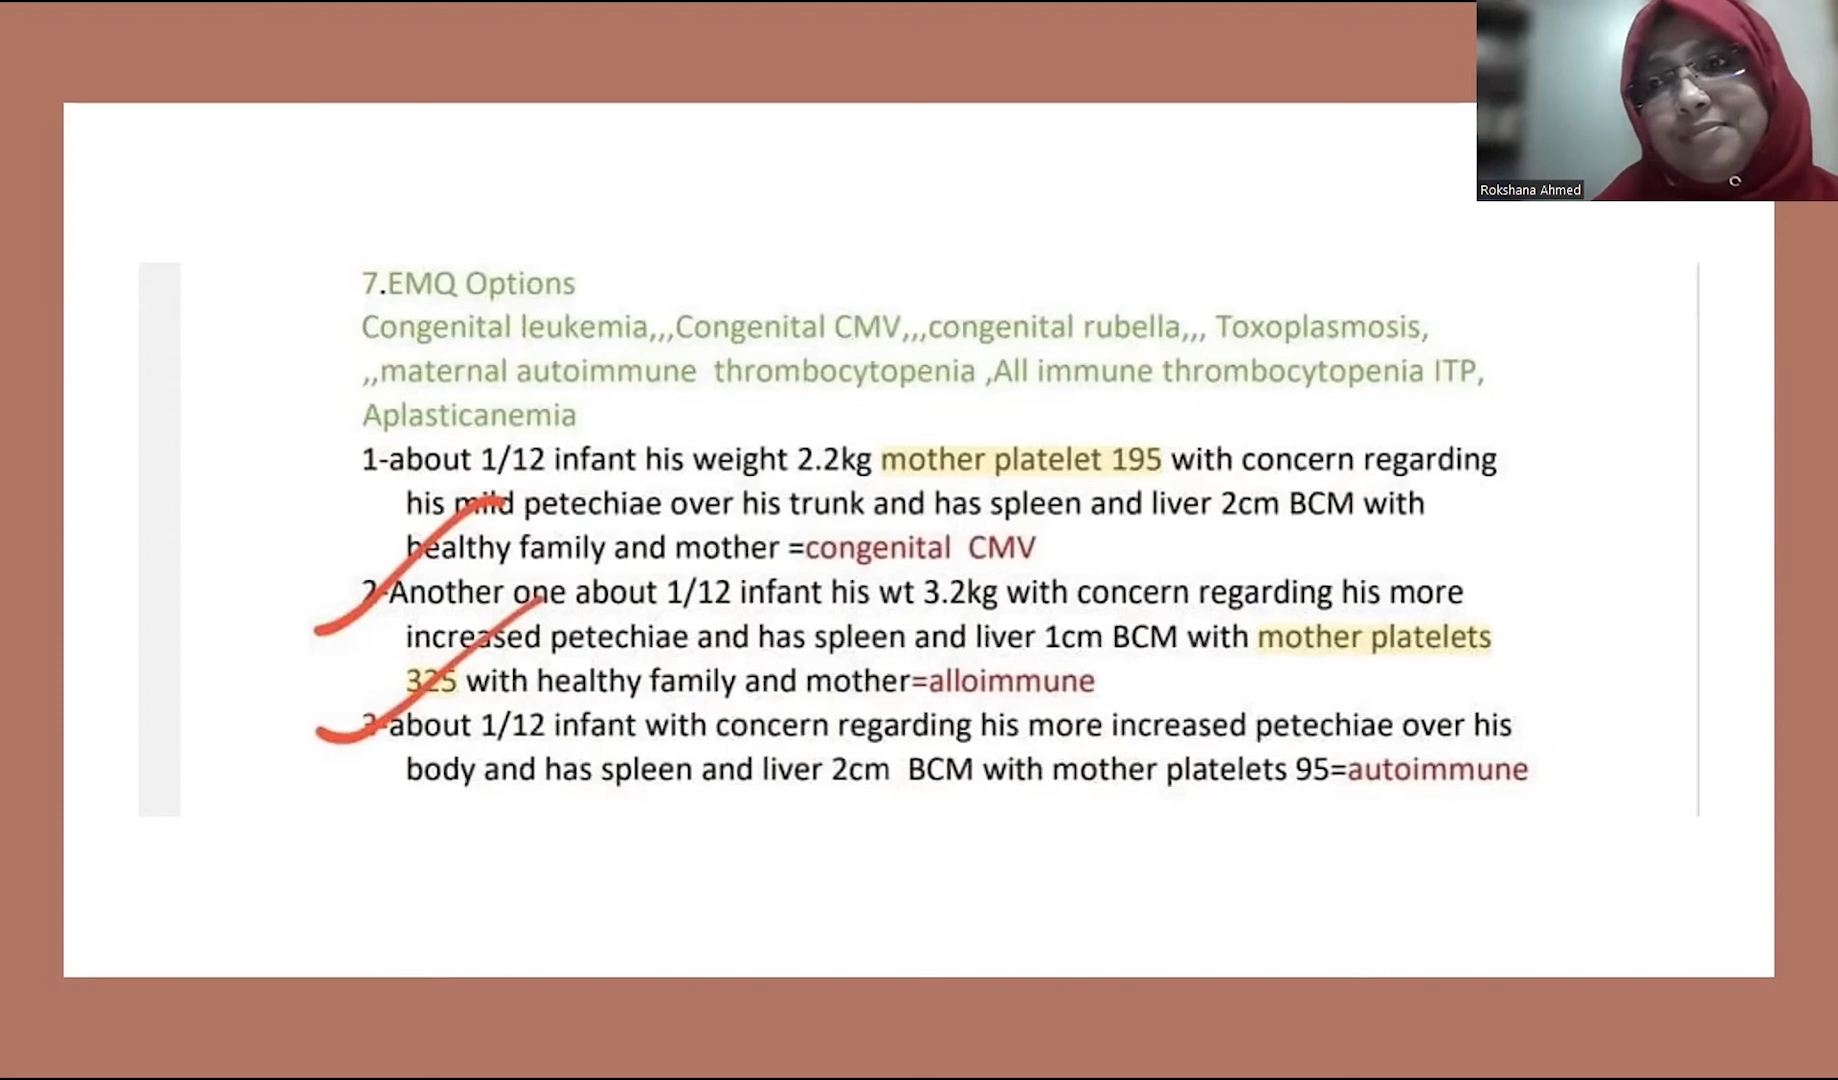 Rokshana Ahmed
7.EMQ Options
Congenital leukemia,,,Congenital CMV,,,congenital rubella,,, Toxoplasmosis,
,,maternal autoimmune thrombocytopenia ,All immune thrombocytopenia ITP,
Aplasticanemia
1-about 1/12 infant his weight 2.2kg mother platelet 195 with concern regarding
his mild petechiae over his trunk and has spleen and liver 2cm BCM with
healthy family and mother =congenital CMV
2-Another one about 1/12 infant his wt 3.2kg with concern regarding his more
increased petechiae and has spleen and liver 1cm BCM with mother platelets
325 with healthy family and mother=alloimmune
3-about 1/12 infant with concern regarding his more increased petechiae over his
body and has spleen and liver 2cm BCM with mother platelets 95=autoimmune